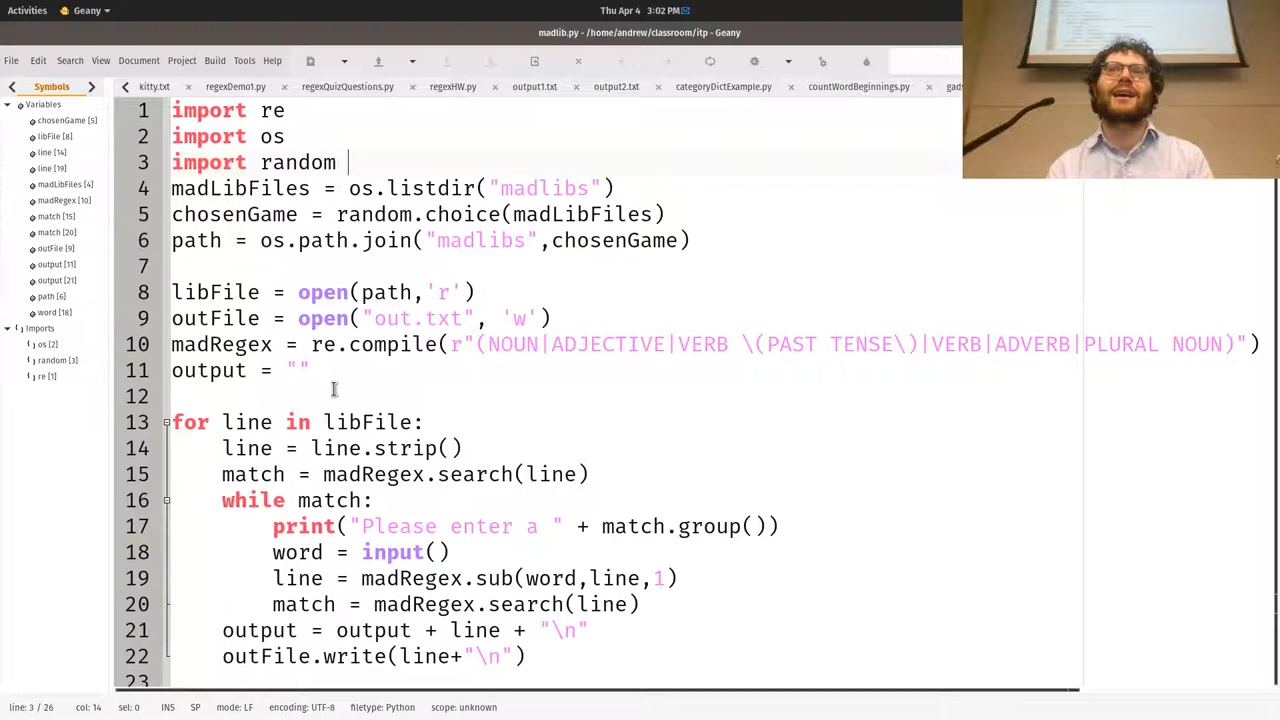 Activities Geany Thu Apr 4 3:02 PM
madlib.py - /home/andrew/classroom/itp - Geany
File Edit Search View Document Project Build Tools Help
Symbols kitty.txt regexDemo1.py regexQuizQuestions.py regexHW.py output1.txt output2.txt categoryDictExample.py countWordBeginnings.py gads
Variables
chosenGame [5]
libFile [8]
line [14]
line [19]
madLibFiles [4]
madRegex [10]
match [15]
match [20]
outFile [9]
output [11]
output [21]
path [6]
word [18]
Imports
os [2]
random [3]
re [1]
1 import re
2 import os
3 import random
4 madLibFiles = os.listdir("madlibs")
5 chosenGame = random.choice(madLibFiles)
6 path = os.path.join("madlibs",chosenGame)
7
8 libFile = open(path,'r')
9 outFile = open("out.txt", 'w')
10 madRegex = re.compile(r"(NOUN|ADJECTIVE|VERB \(PAST TENSE\)|VERB|ADVERB|PLURAL NOUN)")
11 output = ""
12
13 for line in libFile:
14 line = line.strip()
15 match = madRegex.search(line)
16 while match:
17 print("Please enter a " + match.group())
18 word = input()
19 line = madRegex.sub(word,line,1)
20 match = madRegex.search(line)
21 output = output + line + "\n"
22 outFile.write(line+"\n")
23
line: 3 / 26 col: 14 sel: 0 INS SP mode: LF encoding: UTF-8 filetype: Python scope: unknown